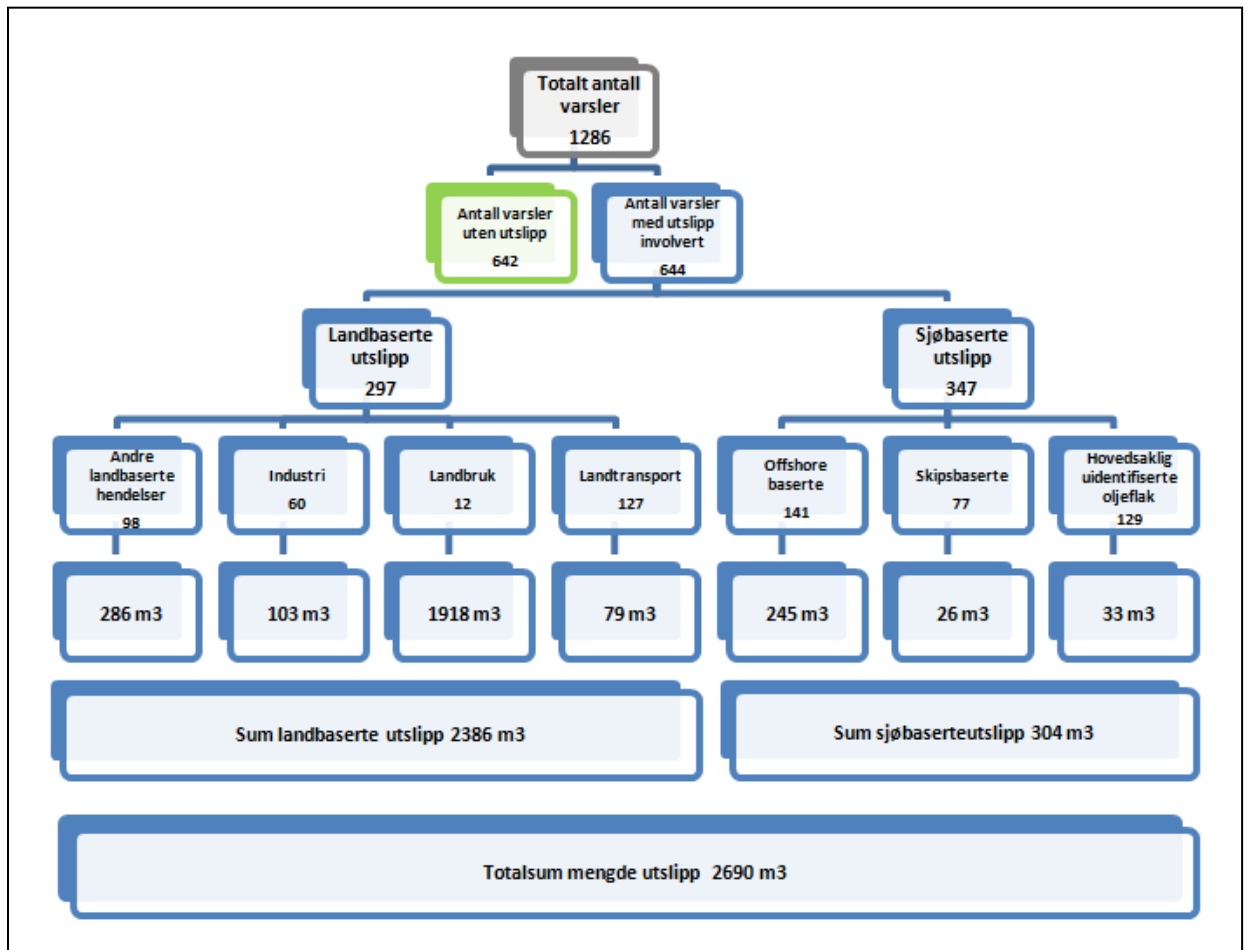 Totalt antall
varsler
1286
Antall varsler
uten utslipp
642
Antall varsler
med utslipp
involvert
644
Landbaserte
utslipp
297
Sjøbaserte
utslipp
347
Andre
landbaserte
hendelser
98
Industri
60
Landbruk
12
Landtransport
127
Offshore
baserte
141
Skipsbaserte
77
Hovedsaklig
uidentifiserte
oljeflak
129
286 m3
103 m3
1918 m3
79 m3
245 m3
26 m3
33 m3
Sum landbaserte utslipp 2386 m3
Sum sjøbaserteutslipp 304 m3
Totalsum mengde utslipp 2690 m3